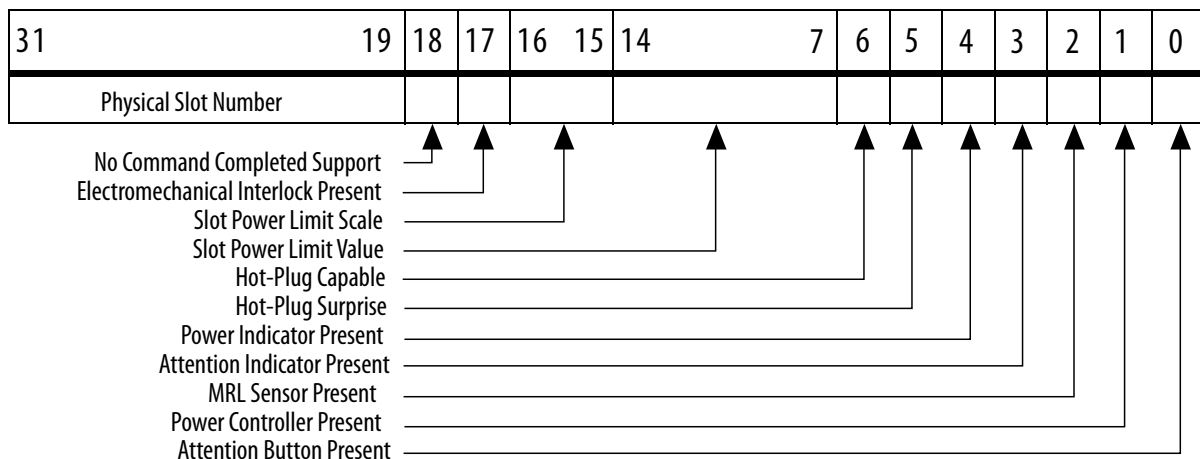 31 19 18 17 16 15 14 7 6 5 4 3 2 1 0
Physical Slot Number
No Command Completed Support
Electromechanical Interlock Present
Slot Power Limit Scale
Slot Power Limit Value
Hot-Plug Capable
Hot-Plug Surprise
Power Indicator Present
Attention Indicator Present
MRL Sensor Present
Power Controller Present
Attention Button Present